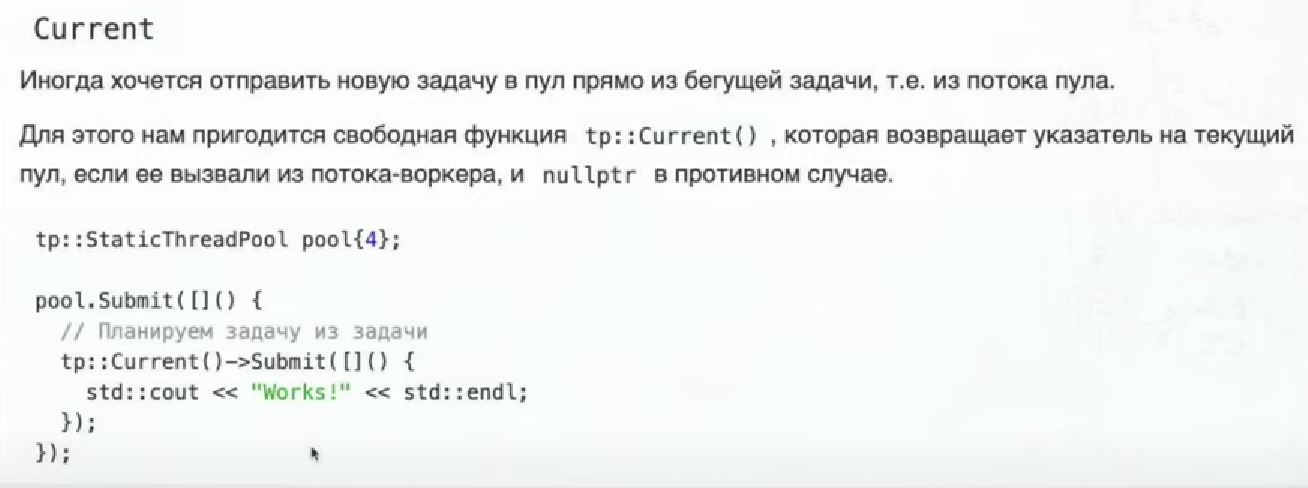 Current
Иногда хочется отправить новую задачу в пул прямо из бегущей задачи, т.е. из потока пула.
Для этого нам пригодится свободная функция tp::Current() , которая возвращает указатель на текущий
пул, если ее вызвали из потока-воркера, и nullptr в противном случае.
tp::StaticThreadPool pool{4};
pool.Submit([]() {
  // Планируем задачу из задачи
  tp::Current()->Submit([]() {
    std::cout << "Works!" << std::endl;
  });
});